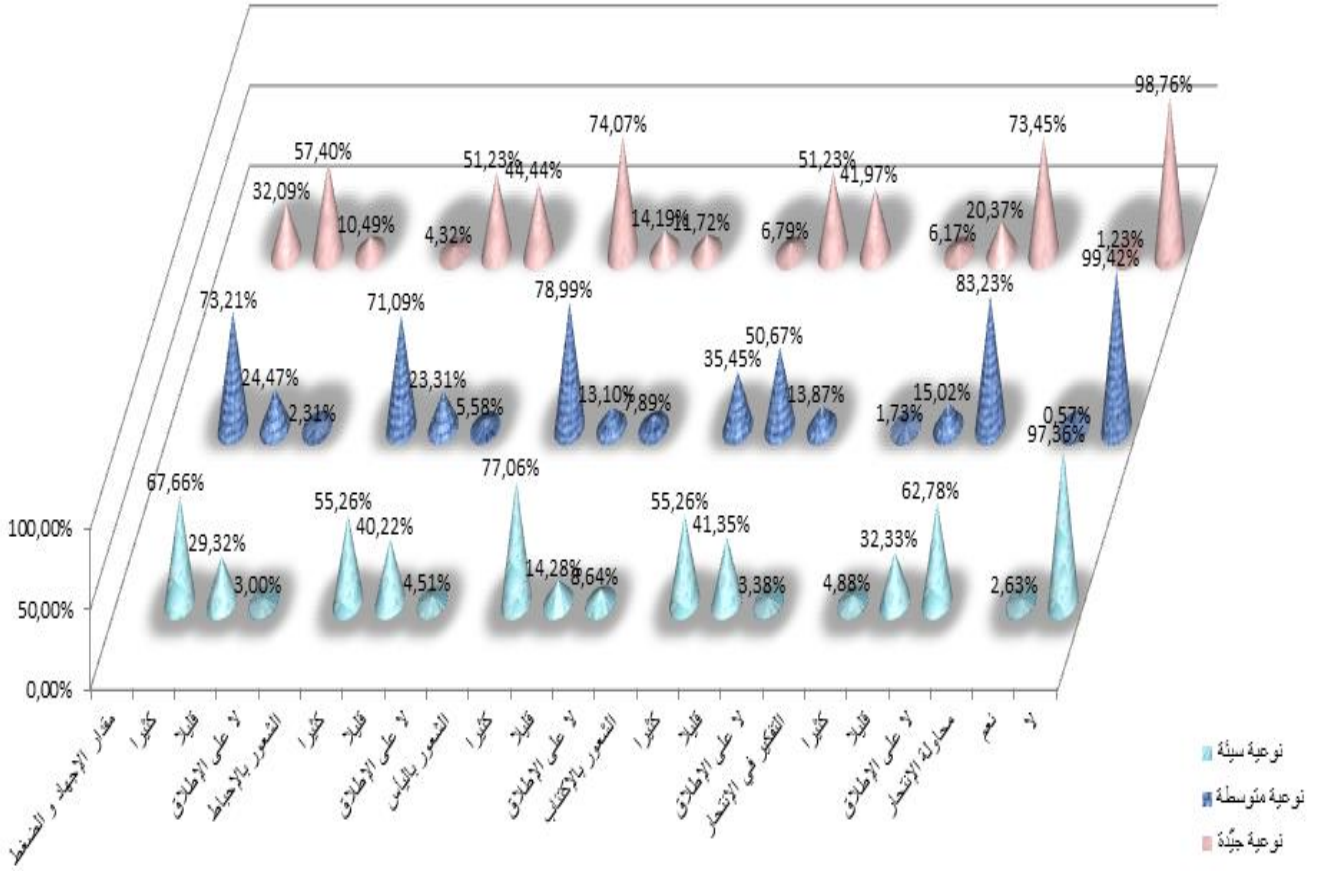 98,76%
74,07%
73,45%
57,40%
51,23%
44,44%
51,23%
41,97%
32,09%
10,49%
4,32%
14,19%
11,72%
6,79%
6,17%
20,37%
1,23%
99,42%
73,21%
71,09%
78,99%
83,23%
24,47%
2,31%
23,31%
5,58%
13,10%
7,89%
35,45%
50,67%
13,87%
1,73%
15,02%
0,57%
97,36%
67,66%
29,32%
3,00%
55,26%
40,22%
4,51%
77,06%
14,28%
8,64%
55,26%
41,35%
3,38%
4,88%
32,33%
62,78%
2,63%
100,00%
50,00%
0,00%
مقدار الإجهاد و الضغط
كثيرا
قليلا
لا على الإطلاق
الشعور بالإحباط
كثيرا
قليلا
لا على الإطلاق
الشعور باليأس
كثيرا
قليلا
لا على الإطلاق
الشعور بالاكتئاب
كثيرا
قليلا
لا على الإطلاق
التفكير في الإنتحار
كثيرا
قليلا
لا على الإطلاق
محاولة الإنتحار
نعم
لا
نوعية سيئة
نوعية متوسطة
نوعية جيّدة